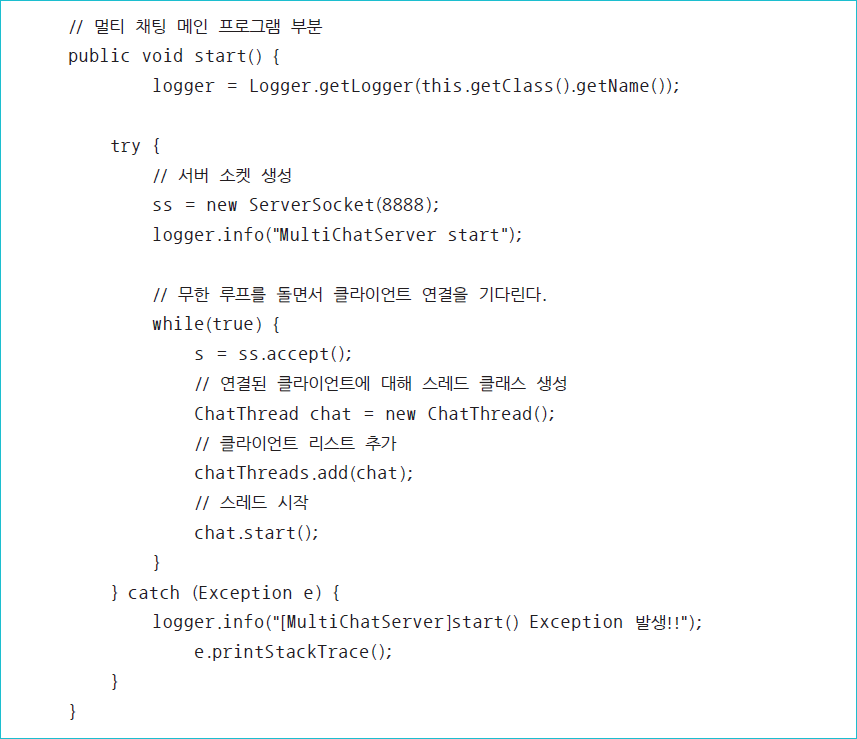 // 멀티 채팅 메인 프로그램 부분
public void start() {
logger = Logger.getLogger(this.getClass().getName());
try {
// 서버 소켓 생성
ss = new ServerSocket(8888);
logger.info("MultiChatServer start");
// 무한 루프를 돌면서 클라이언트 연결을 기다린다.
while(true) {
s = ss.accept();
// 연결된 클라이언트에 대해 스레드 클래스 생성
ChatThread chat = new ChatThread();
// 클라이언트 리스트 추가
chatThreads.add(chat);
// 스레드 시작
chat.start();
}
} catch (Exception e) {
logger.info("[MultiChatServer]start() Exception 발생!!");
e.printStackTrace();
}
}